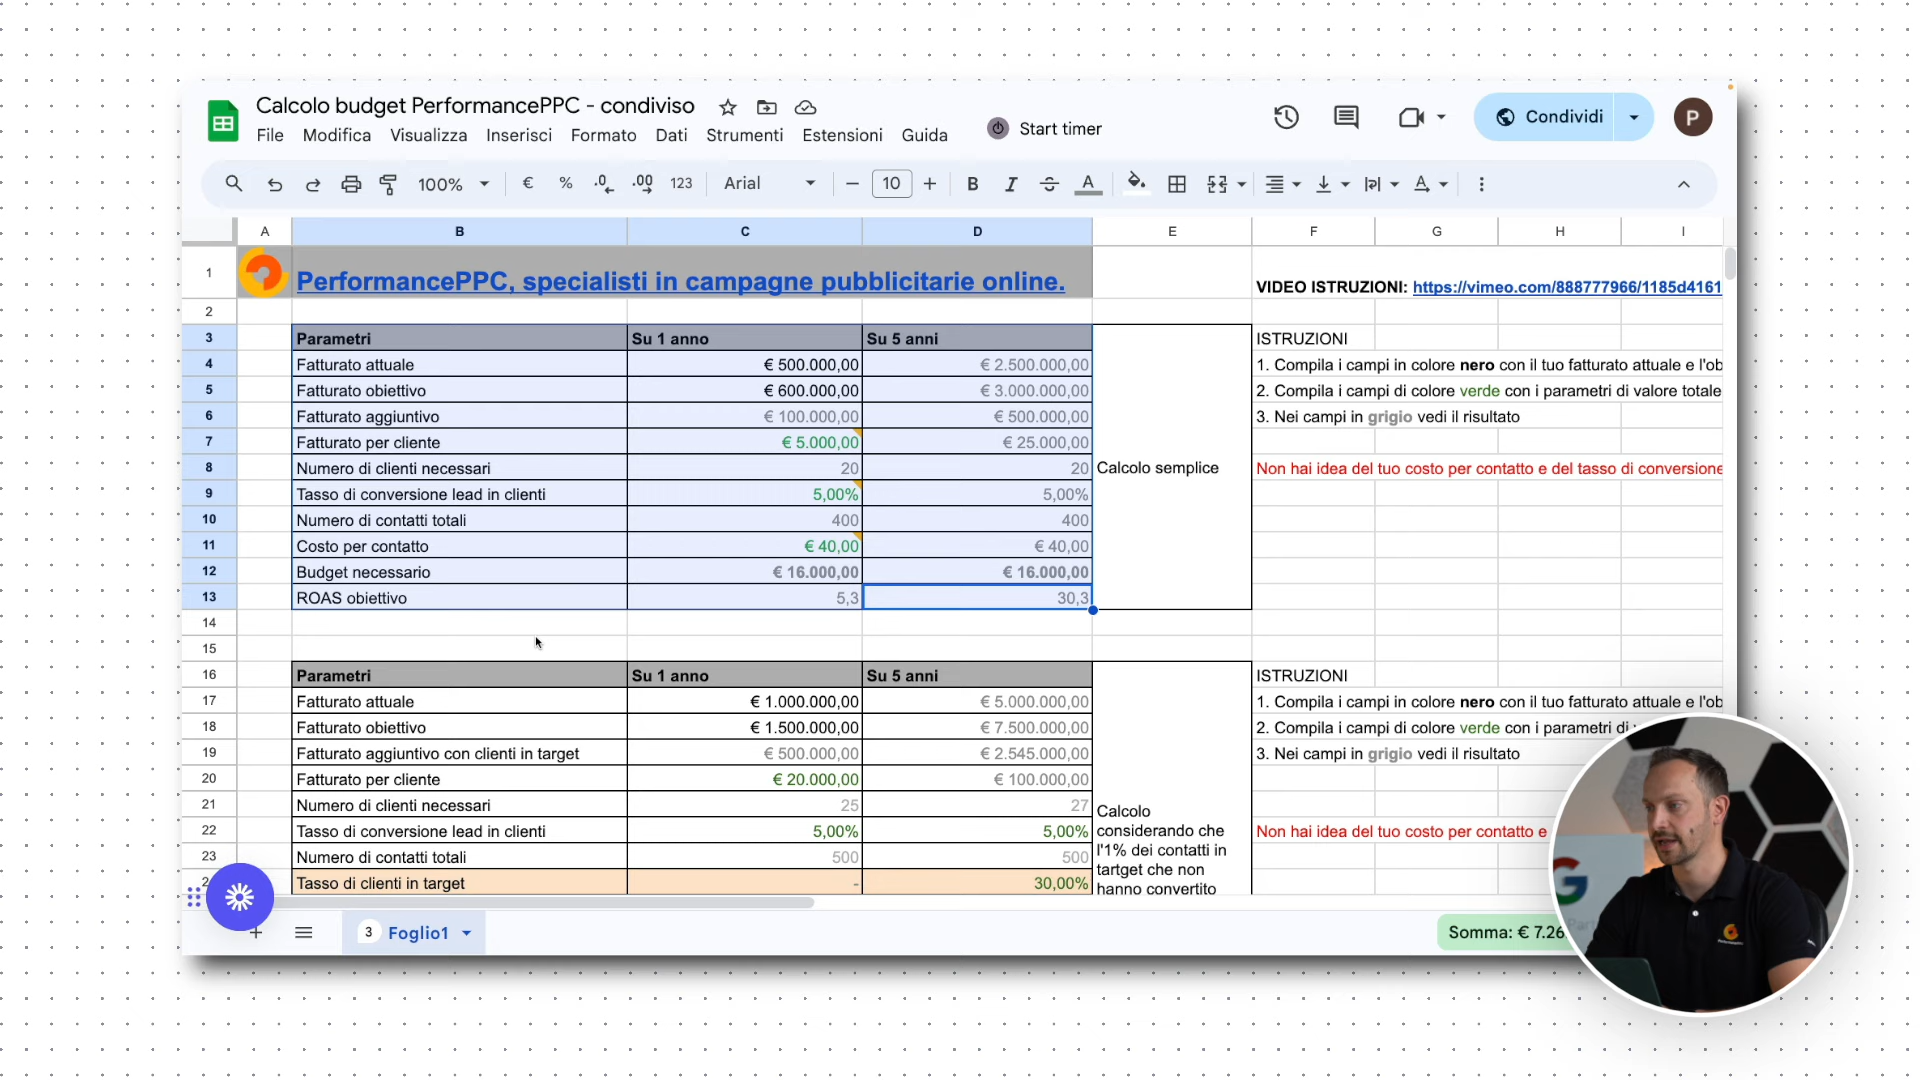 Calcolo budget PerformancePPC - condiviso
File Modifica Visualizza Inserisci Formato Dati Strumenti Estensioni Guida
Start timer
Condividi
P
100% € % .0 .00 123 Arial 10 B I A
A B C D E F G H I
1 PerformancePPC, specialisti in campagne pubblicitarie online. VIDEO ISTRUZIONI: https://vimeo.com/888777966/1185d4161
2
3 Parametri Su 1 anno Su 5 anni ISTRUZIONI
4 Fatturato attuale € 500.000,00 € 2.500.000,00 1. Compila i campi in colore nero con il tuo fatturato attuale e l'ob
5 Fatturato obiettivo € 600.000,00 € 3.000.000,00 2. Compila i campi di colore verde con i parametri di valore totale
6 Fatturato aggiuntivo € 100.000,00 € 500.000,00 3. Nei campi in grigio vedi il risultato
7 Fatturato per cliente € 5.000,00 € 25.000,00
8 Numero di clienti necessari 20 20 Calcolo semplice Non hai idea del tuo costo per contatto e del tasso di conversione
9 Tasso di conversione lead in clienti 5,00% 5,00%
10 Numero di contatti totali 400 400
11 Costo per contatto € 40,00 € 40,00
12 Budget necessario € 16.000,00 € 16.000,00
13 ROAS obiettivo 5,3 30,3
14
15
16 Parametri Su 1 anno Su 5 anni ISTRUZIONI
17 Fatturato attuale € 1.000.000,00 € 5.000.000,00 1. Compila i campi in colore nero con il tuo fatturato attuale e l'ob
18 Fatturato obiettivo € 1.500.000,00 € 7.500.000,00 2. Compila i campi di colore verde con i parametri di
19 Fatturato aggiuntivo con clienti in target € 500.000,00 € 2.545.000,00 3. Nei campi in grigio vedi il risultato
20 Fatturato per cliente € 20.000,00 € 100.000,00
21 Numero di clienti necessari 25 27
22 Tasso di conversione lead in clienti 5,00% 5,00% Non hai idea del tuo costo per contatto e
23 Numero di contatti totali 500 500
2 Tasso di clienti in target - 30,00%
Calcolo
considerando che
l'1% dei contatti in
target che non
hanno convertito
3 Foglio1
Somma: € 7.26